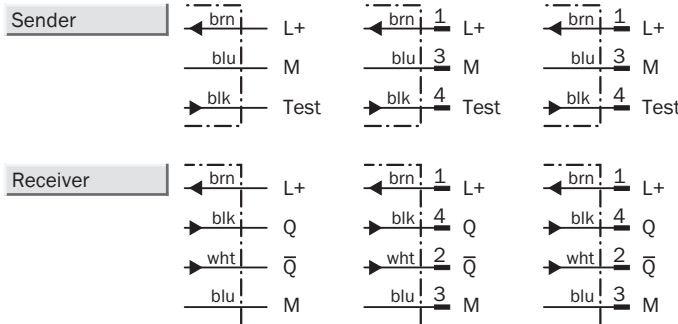 Sender
brn L+ brn 1 L+ brn 1 L+
blu M blu 3 M blu 3 M
blk Test blk 4 Test blk 4 Test
Receiver
brn L+ brn 1 L+ brn 1 L+
blk Q blk 4 Q blk 4 Q
wht Q̅ wht 2 Q̅ wht 2 Q̅
blu M blu 3 M blu 3 M